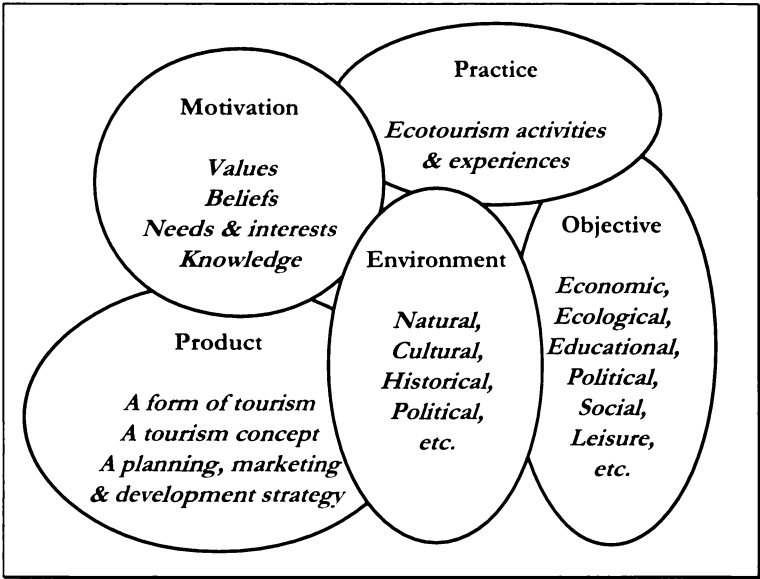 Practice
Ecotourism activities
& experiences
Motivation
Values
Beliefs
Needs & interests
Knowledge
Objective
Economic,
Ecological,
Educational,
Political,
Social,
Leisure,
etc.
Environment
Natural,
Cultural,
Historical,
Political,
etc.
Product
A form of tourism
A tourism concept
A planning, marketing
& development strategy